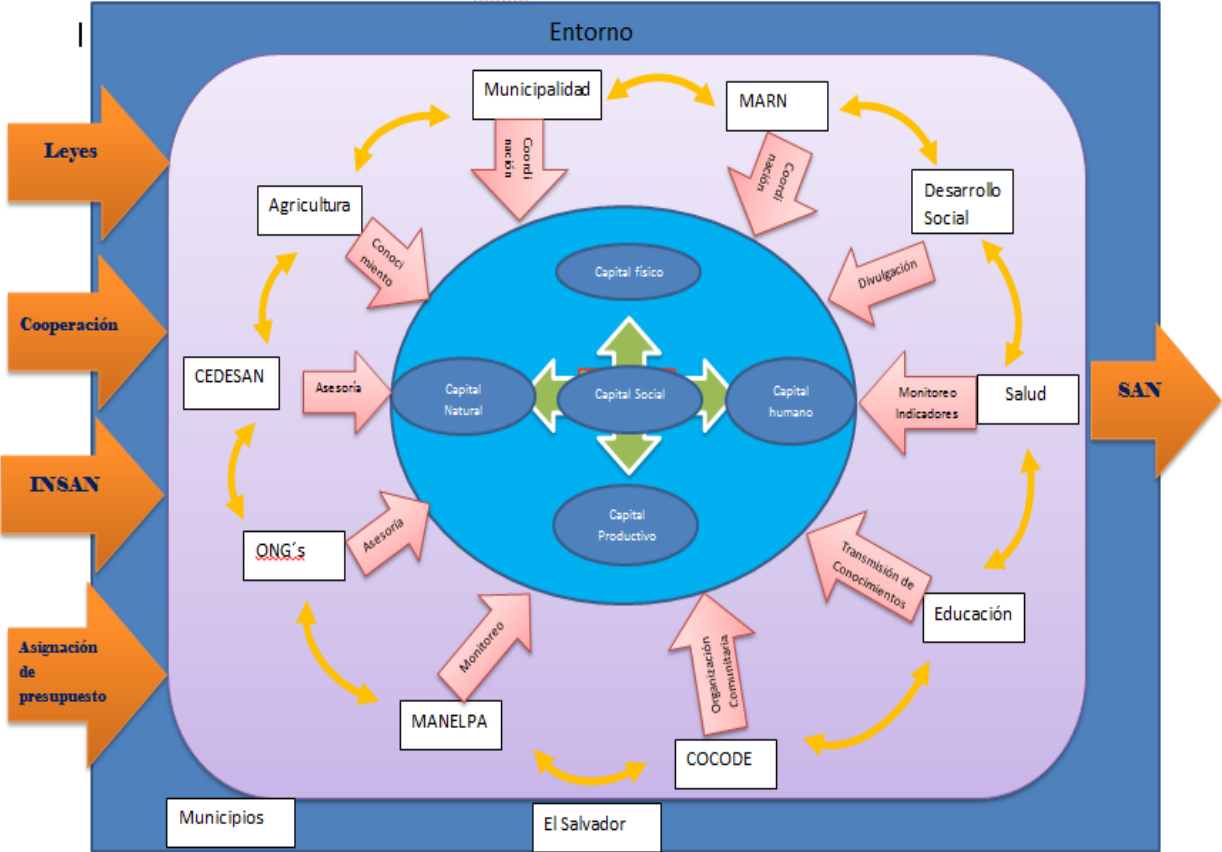 Entorno
Municipalidad
MARN
Leyes
Coordi
nación
Coordi
nación
Desarrollo
Social
Agricultura
Conoci
miento
Divulgación
Capital físico
Cooperación
CEDESAN
Asesoría
Capital
Natural
Capital Social
Capital
humano
Monitoreo
Indicadores
Salud
SAN
INSAN
ONG´s
Asesoría
Capital
Productivo
Transmisión de
Conocimientos
Educación
Asignación
de
presupuesto
Monitoreo
Organización
Comunitaria
MANELPA
COCODE
Municipios
El Salvador